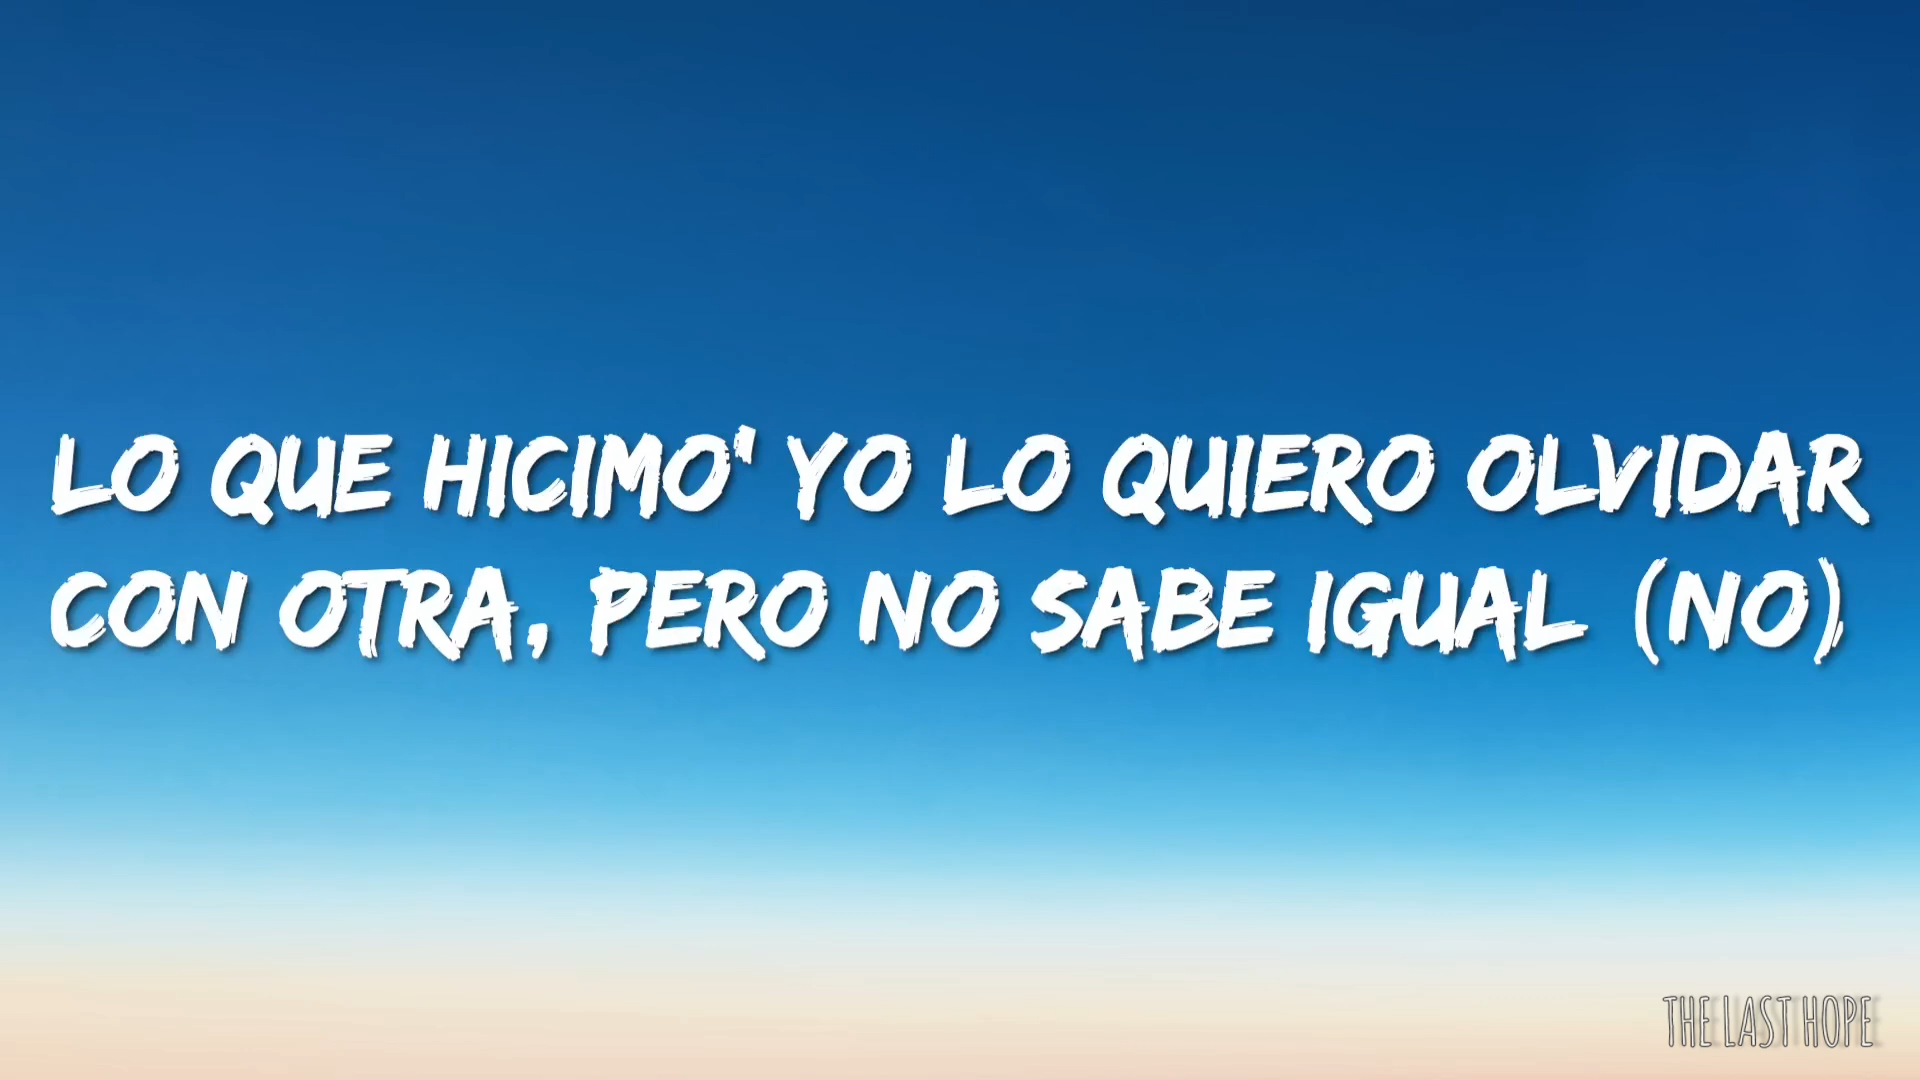 LO QUE HICIMO' YO LO QUIERO OLVIDAR
CON OTRA, PERO NO SABE IGUAL (NO)
THE LAST HOPE